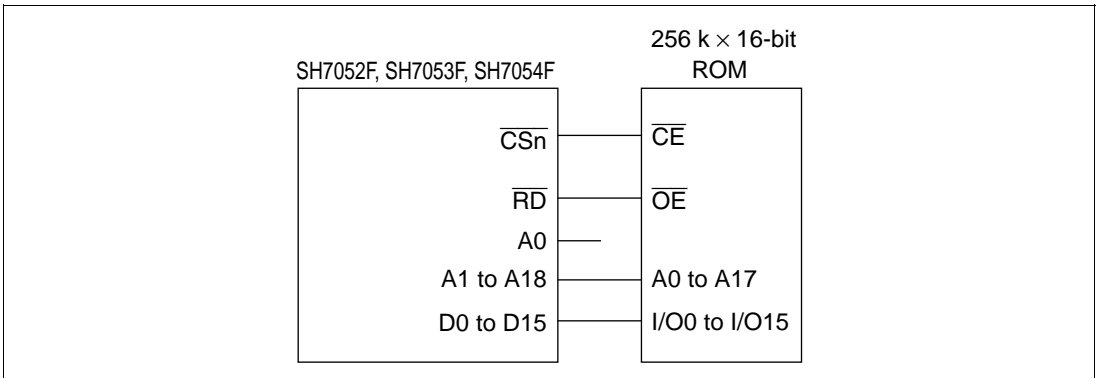 256 k × 16-bit
SH7052F, SH7053F, SH7054F ROM
CSn CE
RD OE
A0
A1 to A18 A0 to A17
D0 to D15 I/O0 to I/O15